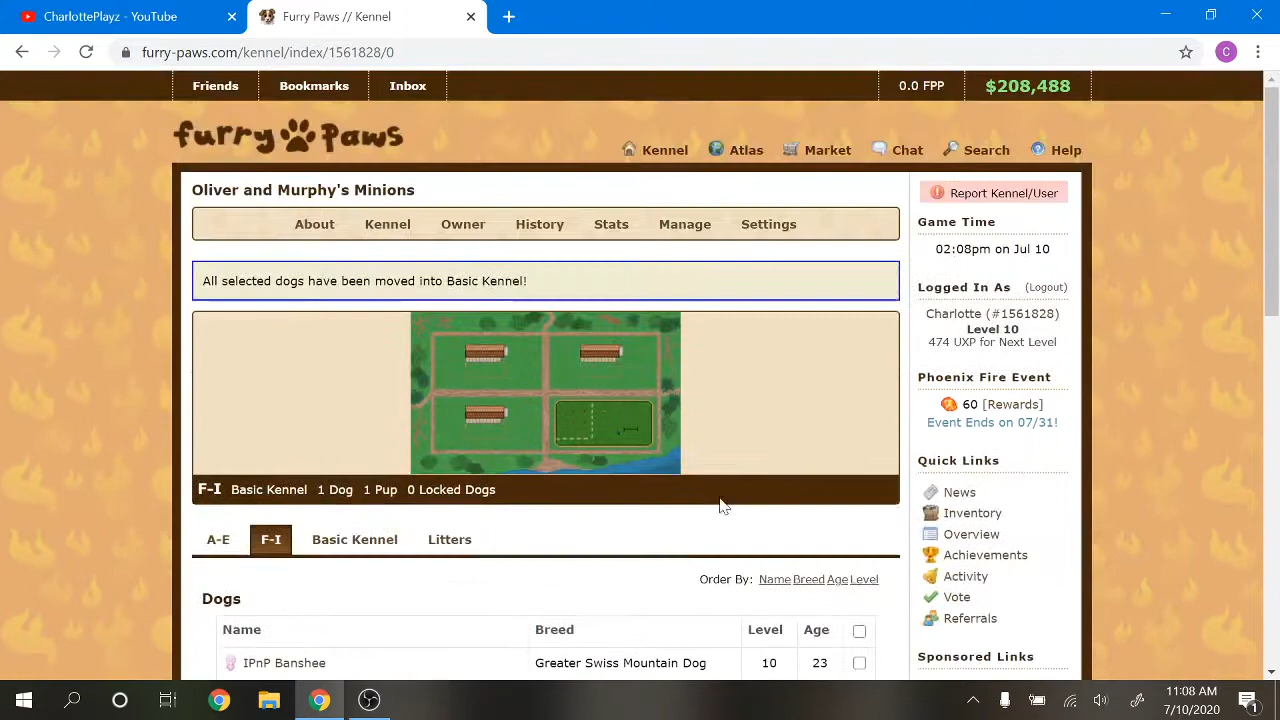 CharlottePlayz - YouTube
Furry Paws // Kennel
furry-paws.com/kennel/index/1561828/0
C
Friends Bookmarks Inbox 0.0 FPP $208,488
furry Paws
Kennel Atlas Market Chat Search Help
Oliver and Murphy's Minions
About Kennel Owner History Stats Manage Settings
All selected dogs have been moved into Basic Kennel!
F-I Basic Kennel 1 Dog 1 Pup 0 Locked Dogs
A-E F-I Basic Kennel Litters
Order By: Name Breed Age Level
Dogs
Name Breed Level Age
IPnP Banshee Greater Swiss Mountain Dog 10 23
Report Kennel/User
Game Time
02:08pm on Jul 10
Logged In As (Logout)
Charlotte (#1561828)
Level 10
474 UXP for Next Level
Phoenix Fire Event
60 [Rewards]
Event Ends on 07/31!
Quick Links
News
Inventory
Overview
Achievements
Activity
Vote
Referrals
Sponsored Links
11:08 AM
7/10/2020
1